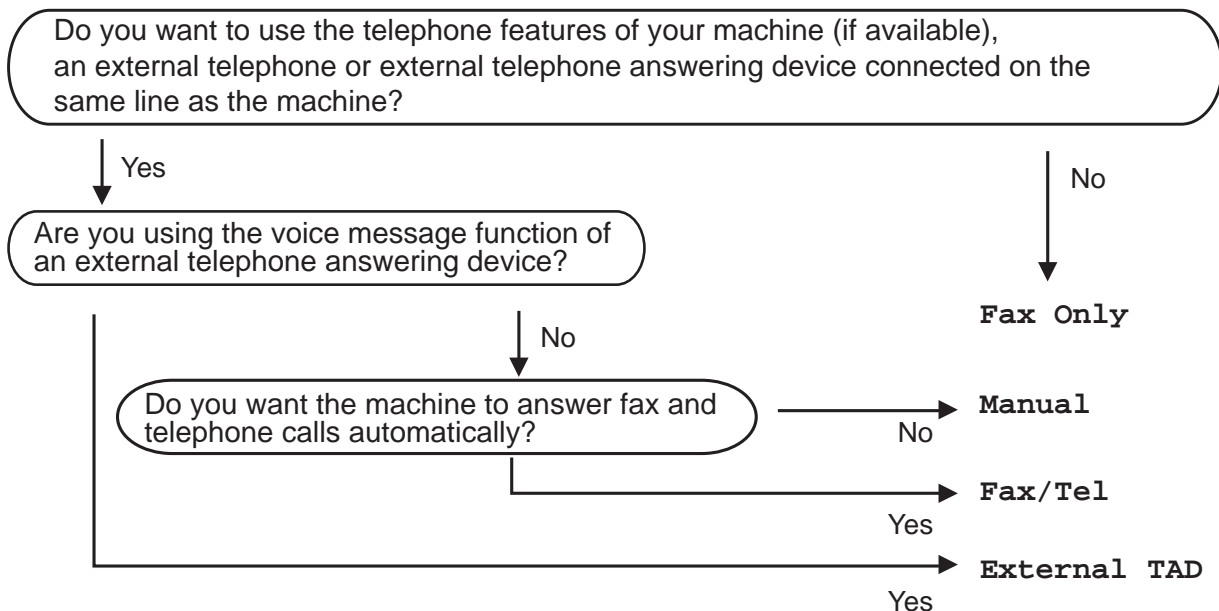 Do you want to use the telephone features of your machine (if available),
an external telephone or external telephone answering device connected on the
same line as the machine?
Yes
No
Are you using the voice message function of
an external telephone answering device?
Fax Only
No
Do you want the machine to answer fax and
telephone calls automatically?
Manual
No
Fax/Tel
Yes
External TAD
Yes